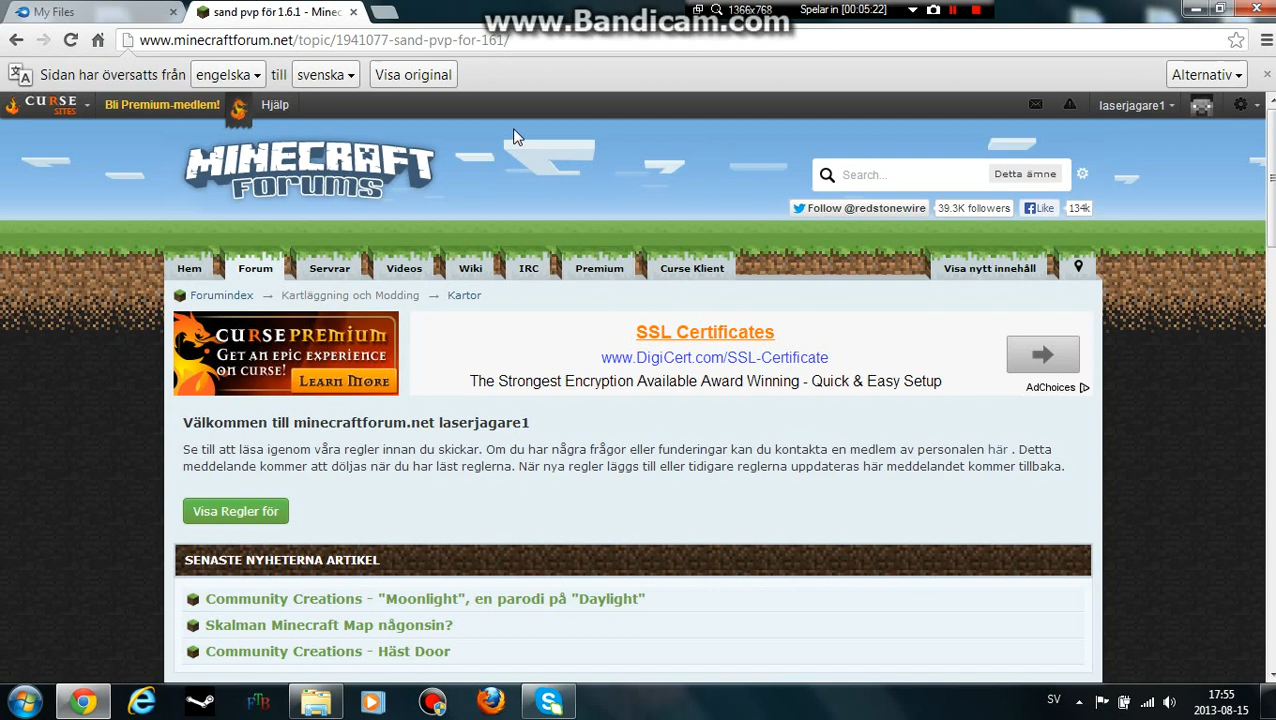 My Files
sand pvp för 1.6.1 - Minec
www.Bandicam.com
1366x768
Spelar in [00:05:22]
www.minecraftforum.net/topic/1941077-sand-pvp-for-161/
Sidan har översatts från engelska till svenska Visa original Alternativ
CURSE SITES
Bli Premium-medlem!
Hjälp
laserjagare1
MINECRAFT
FORUMS
Search...
Detta ämne
Follow @redstonewire 39.3K followers Like 134k
Hem Forum Servrar Videos Wiki IRC Premium Curse Klient Visa nytt innehåll
Forumindex → Kartläggning och Modding → Kartor
CURSE PREMIUM
GET AN EPIC EXPERIENCE
ON CURSE!
LEARN MORE
SSL Certificates
www.DigiCert.com/SSL-Certificate
The Strongest Encryption Available Award Winning - Quick & Easy Setup
AdChoices
Välkommen till minecraftforum.net laserjagare1
Se till att läsa igenom våra regler innan du skickar. Om du har några frågor eller funderingar kan du kontakta en medlem av personalen här . Detta
meddelande kommer att döljas när du har läst reglerna. När nya regler läggs till eller tidigare reglerna uppdateras här meddelandet kommer tillbaka.
Visa Regler för
SENASTE NYHETERNA ARTIKEL
Community Creations - "Moonlight", en parodi på "Daylight"
Skalman Minecraft Map någonsin?
Community Creations - Häst Door
FTB
SV
17:55
2013-08-15